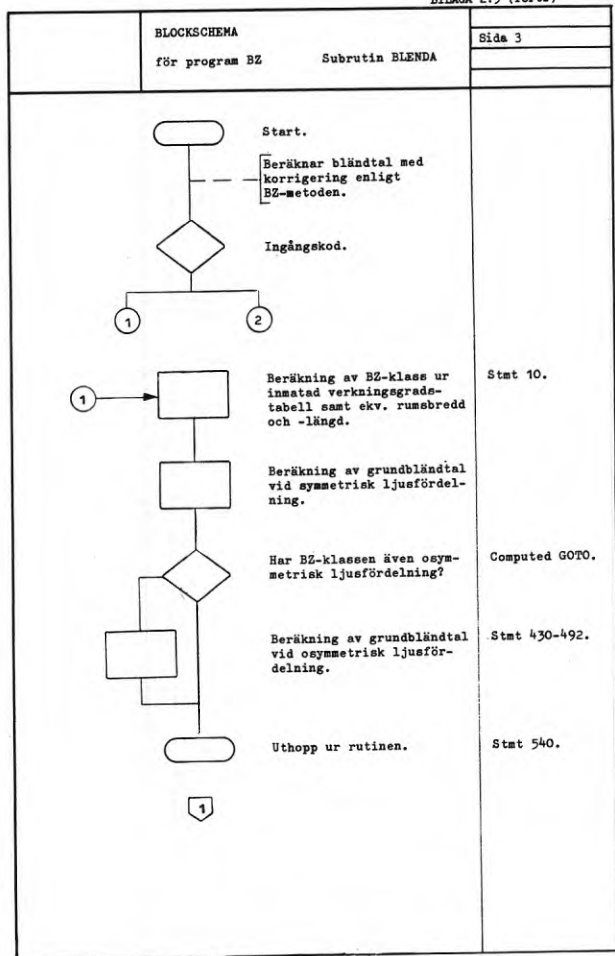 BLOCKSCHEMA
Sida 3
för program BZ Subrutin BLENDA
Start.
Beräknar bländtal med
korrigering enligt
BZ-metoden.
Ingångskod.
1
2
1
Beräkning av BZ-klass ur
inmatad verkningsgrads-
tabell samt ekv. rumsbredd
och -längd.
Stmt 10.
Beräkning av grundbländtal
vid symmetrisk ljusfördel-
ning.
Har BZ-klassen även osym-
metrisk ljusfördelning?
Computed GOTO.
Beräkning av grundbländtal
vid osymmetrisk ljusför-
delning.
Stmt 430-492.
Uthopp ur rutinen.
Stmt 540.
1